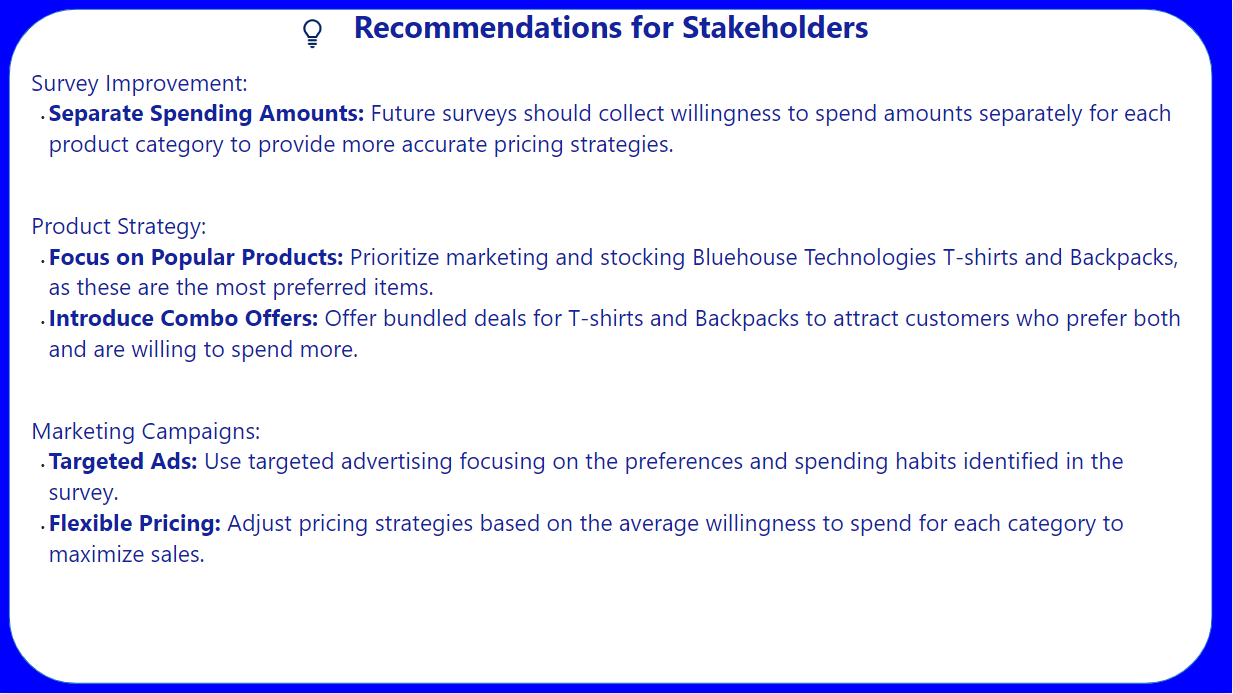 Recommendations for Stakeholders
Survey Improvement:
. Separate Spending Amounts: Future surveys should collect willingness to spend amounts separately for each
product category to provide more accurate pricing strategies.
Product Strategy:
. Focus on Popular Products: Prioritize marketing and stocking Bluehouse Technologies T-shirts and Backpacks,
as these are the most preferred items.
. Introduce Combo Offers: Offer bundled deals for T-shirts and Backpacks to attract customers who prefer both
and are willing to spend more.
Marketing Campaigns:
. Targeted Ads: Use targeted advertising focusing on the preferences and spending habits identified in the
survey.
. Flexible Pricing: Adjust pricing strategies based on the average willingness to spend for each category to
maximize sales.